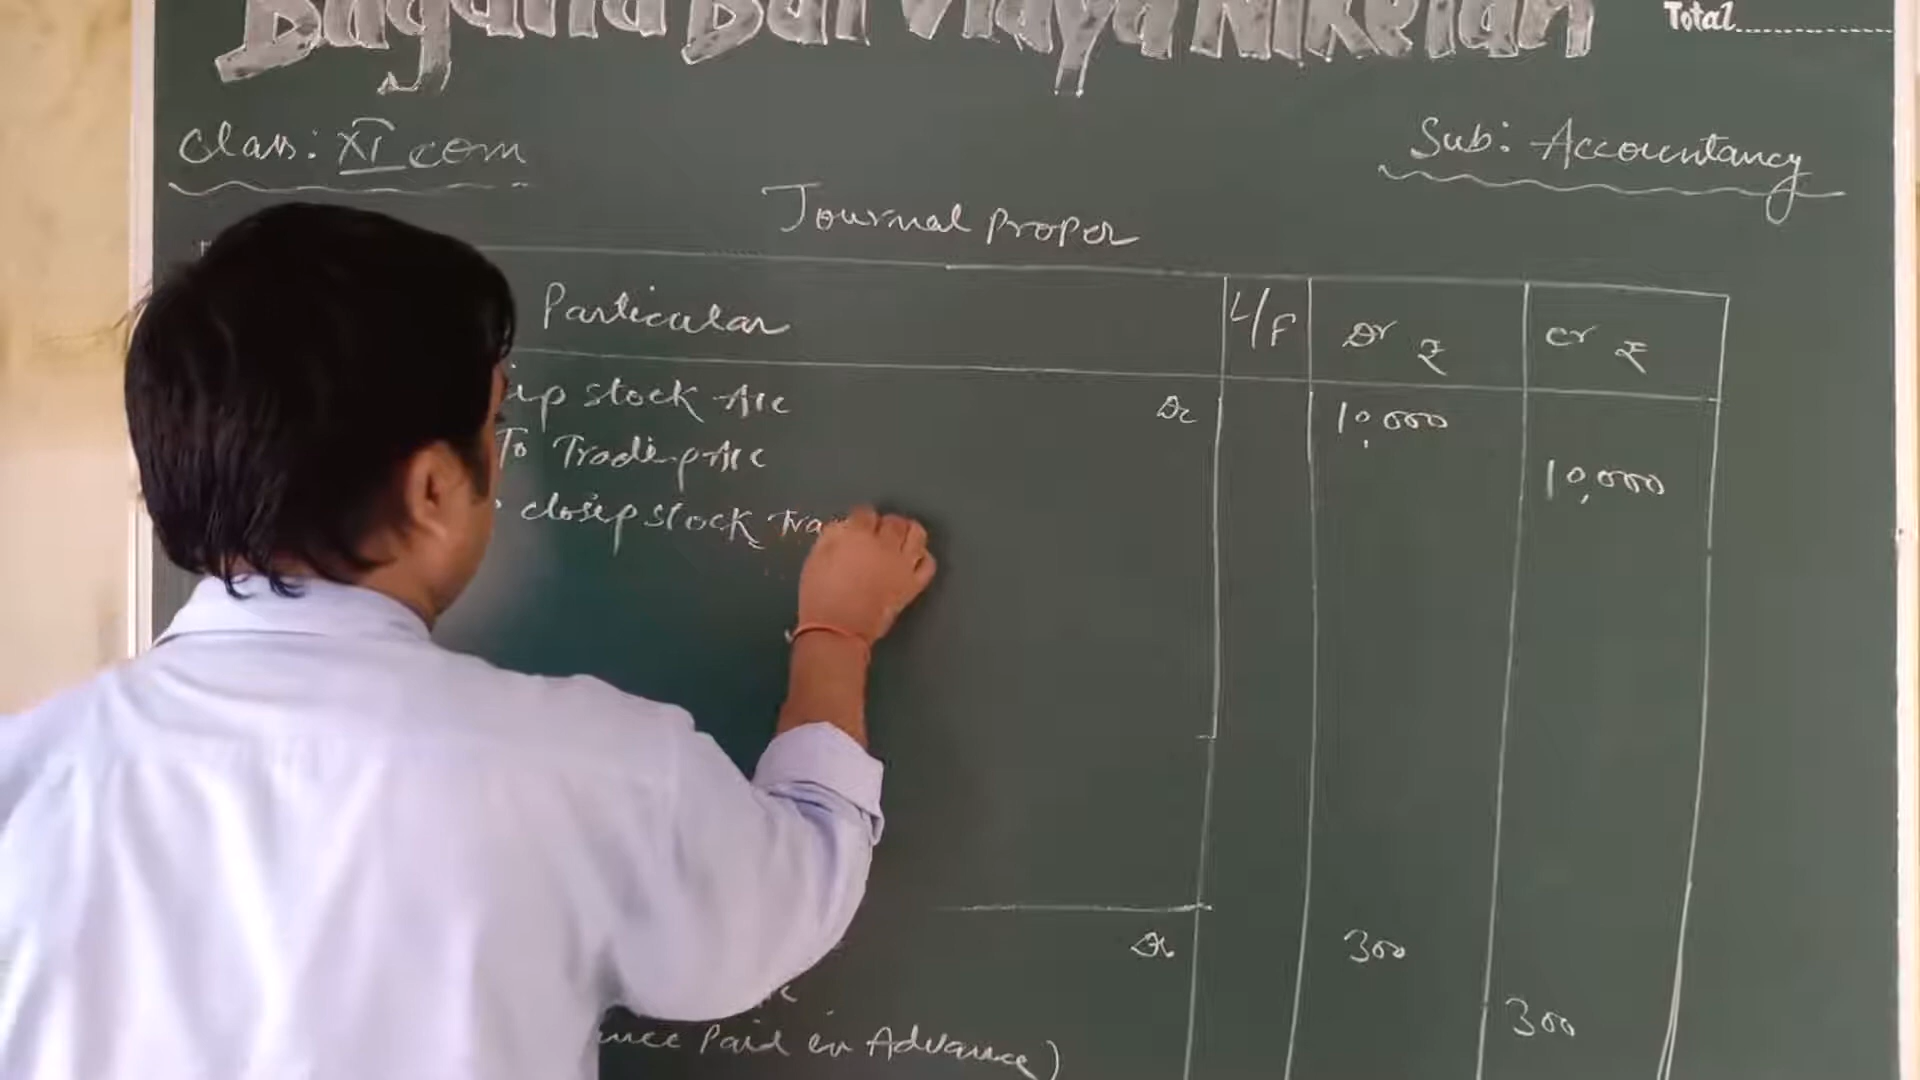 Bal Vidya Niketan
Total
Class: XI com
Sub: Accountancy
Journal Proper
Particular
L/F
Dr ₹
Cr ₹
stock A/c
Dr
10,000
To Trading A/c
10,000
closing stock Tra
Dr
300
300
Paid in Advance)